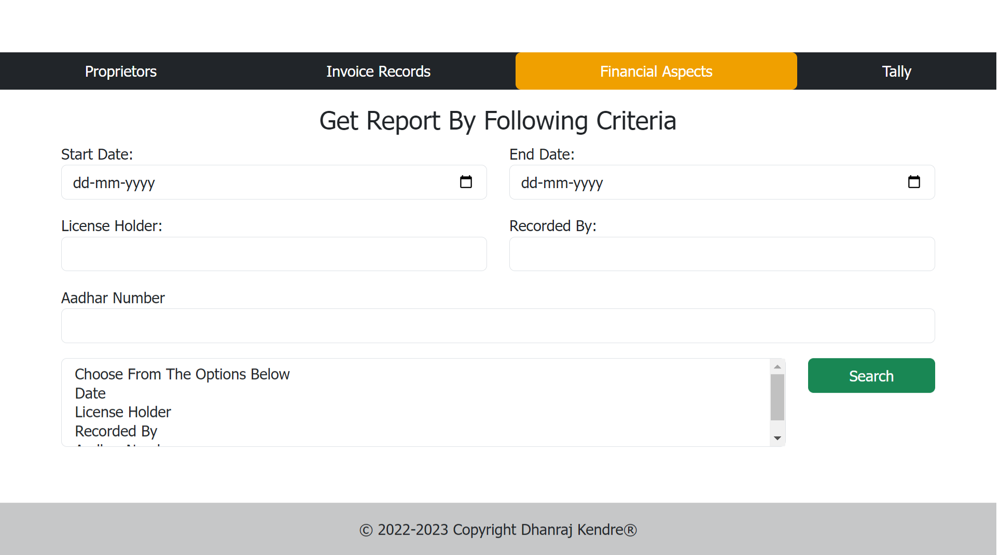 Proprietors Invoice Records Financial Aspects Tally
Get Report By Following Criteria
Start Date: End Date:
dd-mm-yyyy dd-mm-yyyy
License Holder: Recorded By:
Aadhar Number
Choose From The Options Below
Search
Date
License Holder
Recorded By
© 2022-2023 Copyright Dhanraj Kendre®